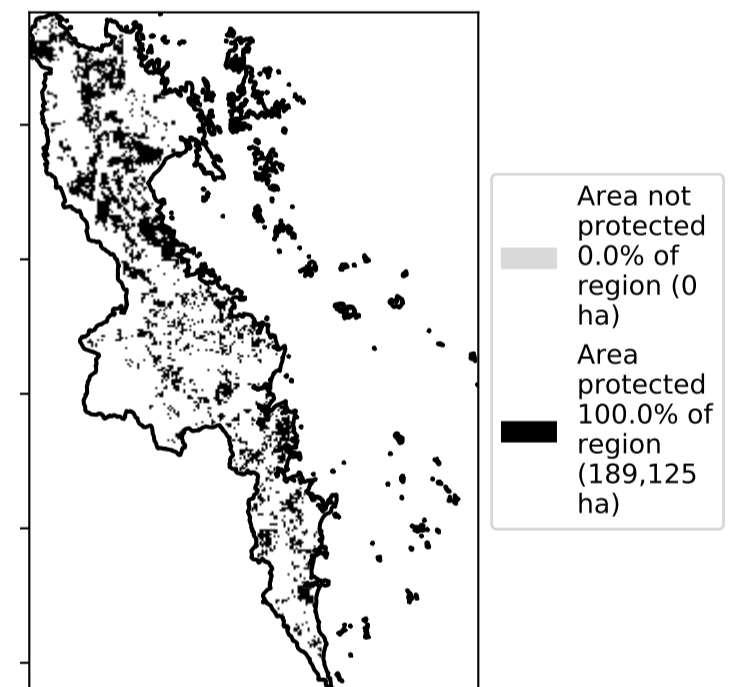 Area not
protected
0.0% of
region (0
ha)
Area
protected
100.0% of
region
(189,125
ha)